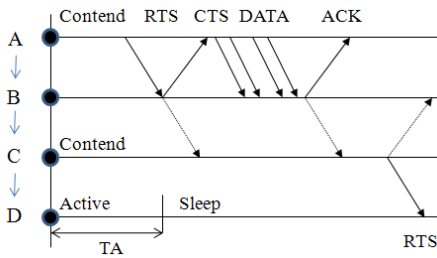 Contend RTS CTS DATA ACK
A
B
Contend
C
Active Sleep
D
TA
RTS